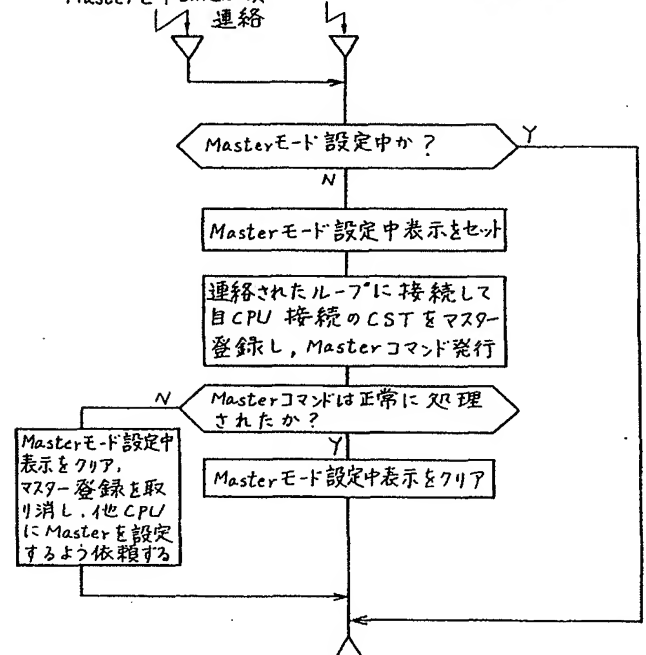 連絡
Masterモード設定中か?
Y
N
Masterモード設定中表示をセット
連絡されたループに接続して
自CPU接続のCSTをマスター
登録し,Masterコマンド発行
N
Masterコマンドは正常に処理
されたか?
Y
Masterモード設定中
表示をクリア,
マスター登録を取
り消し,他CPU
にMasterを設定
するよう依頼する
Masterモード設定中表示をクリア